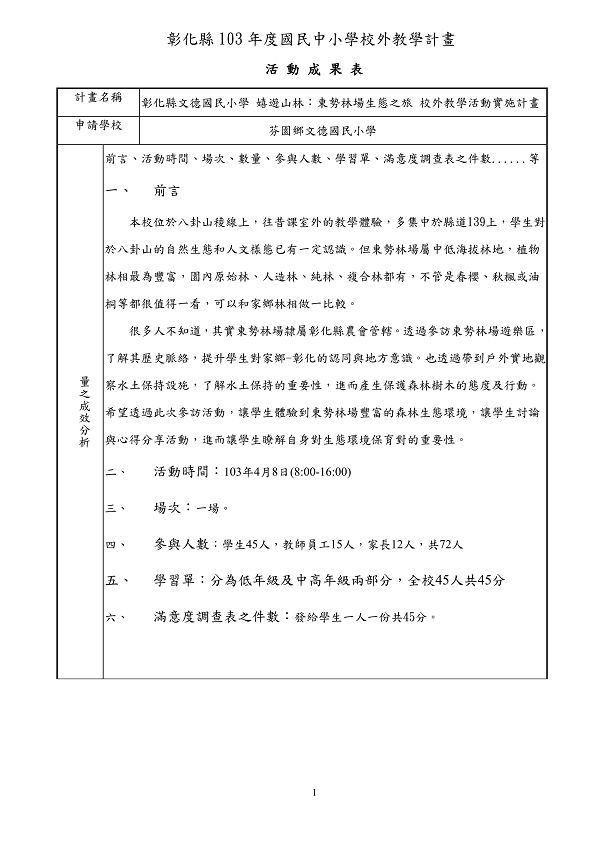 彰化縣 103 年度國民中小學校外教學計畫
活 動 成 果 表
計畫名稱
彰化縣文德國民小學 嬉遊山林：東勢林場生態之旅 校外教學活動實施計畫
申請學校
芬園鄉文德國民小學
量之成效分析
前言、活動時間、場次、數量、參與人數、學習單、滿意度調查表之件數......等
一、 前言
本校位於八卦山稜線上，往昔課室外的教學體驗，多集中於縣道139上，學生對
於八卦山的自然生態和人文樣態已有一定認識。但東勢林場屬中低海拔林地，植物
林相最為豐富，園內原始林、人造林、純林、複合林都有，不管是春櫻、秋楓或油
桐等都很值得一看，可以和家鄉林相做一比較。
很多人不知道，其實東勢林場隸屬彰化縣農會管轄。透過參訪東勢林場遊樂區，
了解其歷史脈絡，提升學生對家鄉-彰化的認同與地方意識。也透過帶到戶外實地觀
察水土保持設施，了解水土保持的重要性，進而產生保護森林樹木的態度及行動。
希望透過此次參訪活動，讓學生體驗到東勢林場豐富的森林生態環境，讓學生討論
與心得分享活動，進而讓學生瞭解自身對生態環境保育對的重要性。
二、 活動時間：103年4月8日(8:00-16:00)
三、 場次：一場。
四、 參與人數：學生45人，教師員工15人，家長12人，共72人
五、 學習單：分為低年級及中高年級兩部分，全校45人共45分
六、 滿意度調查表之件數：發給學生一人一份共45分。
1